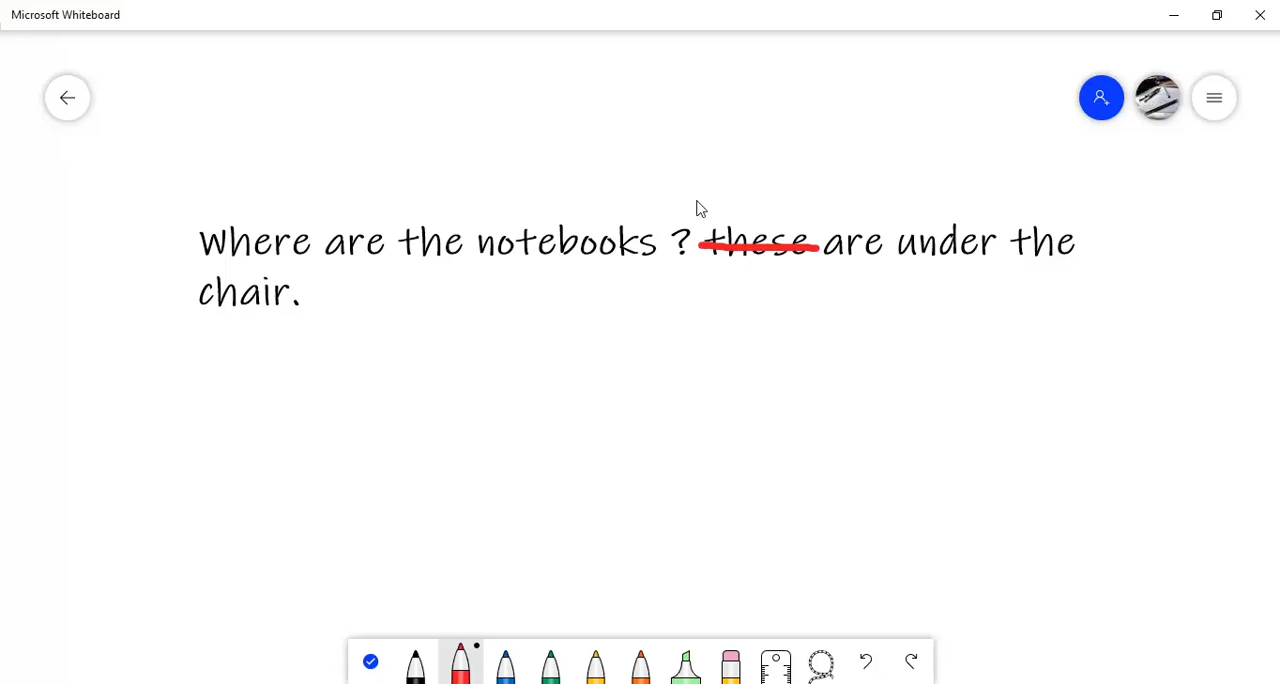 Microsoft Whiteboard
Where are the notebooks ? these are under the
chair.